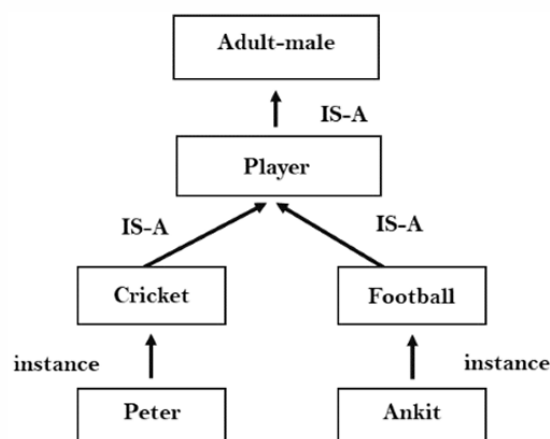 Adult-male
IS-A
Player
IS-A
IS-A
Cricket
Football
instance
instance
Peter
Ankit